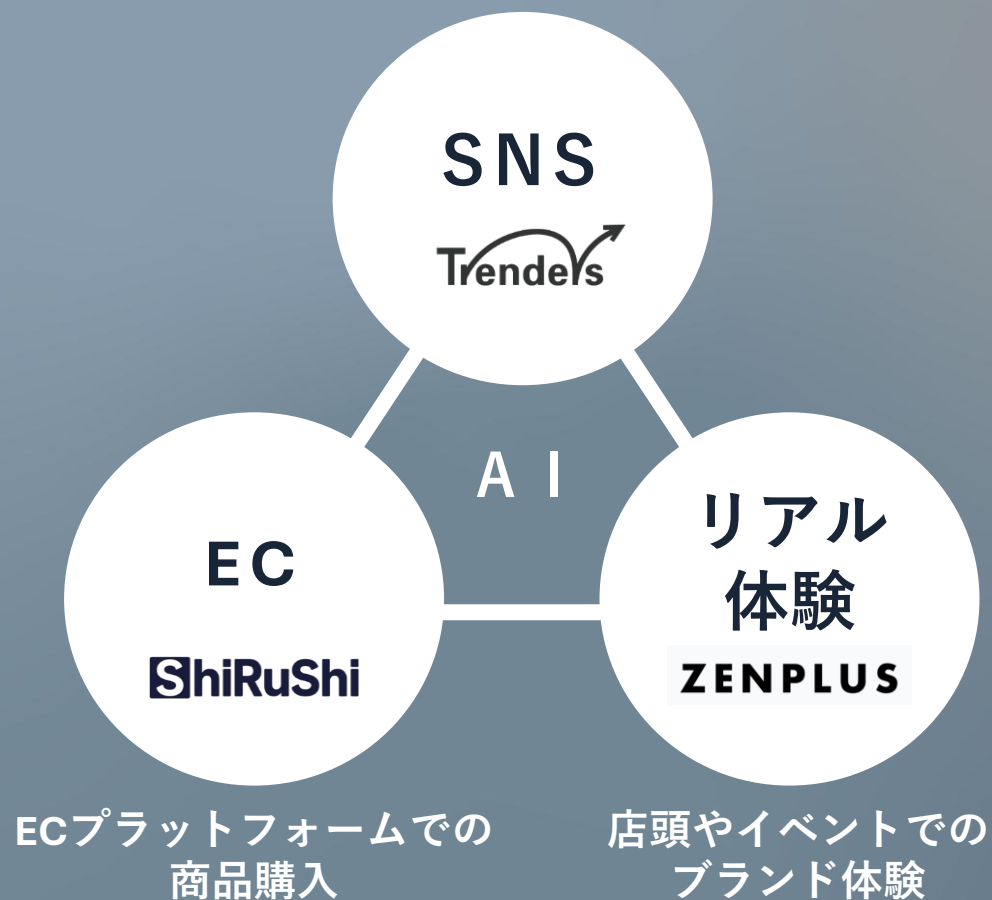 SNS
Trenders
AI
EC
ShiRuShi
リアル
体験
ZENPLUS
ECプラットフォームでの
商品購入
店頭やイベントでの
ブランド体験